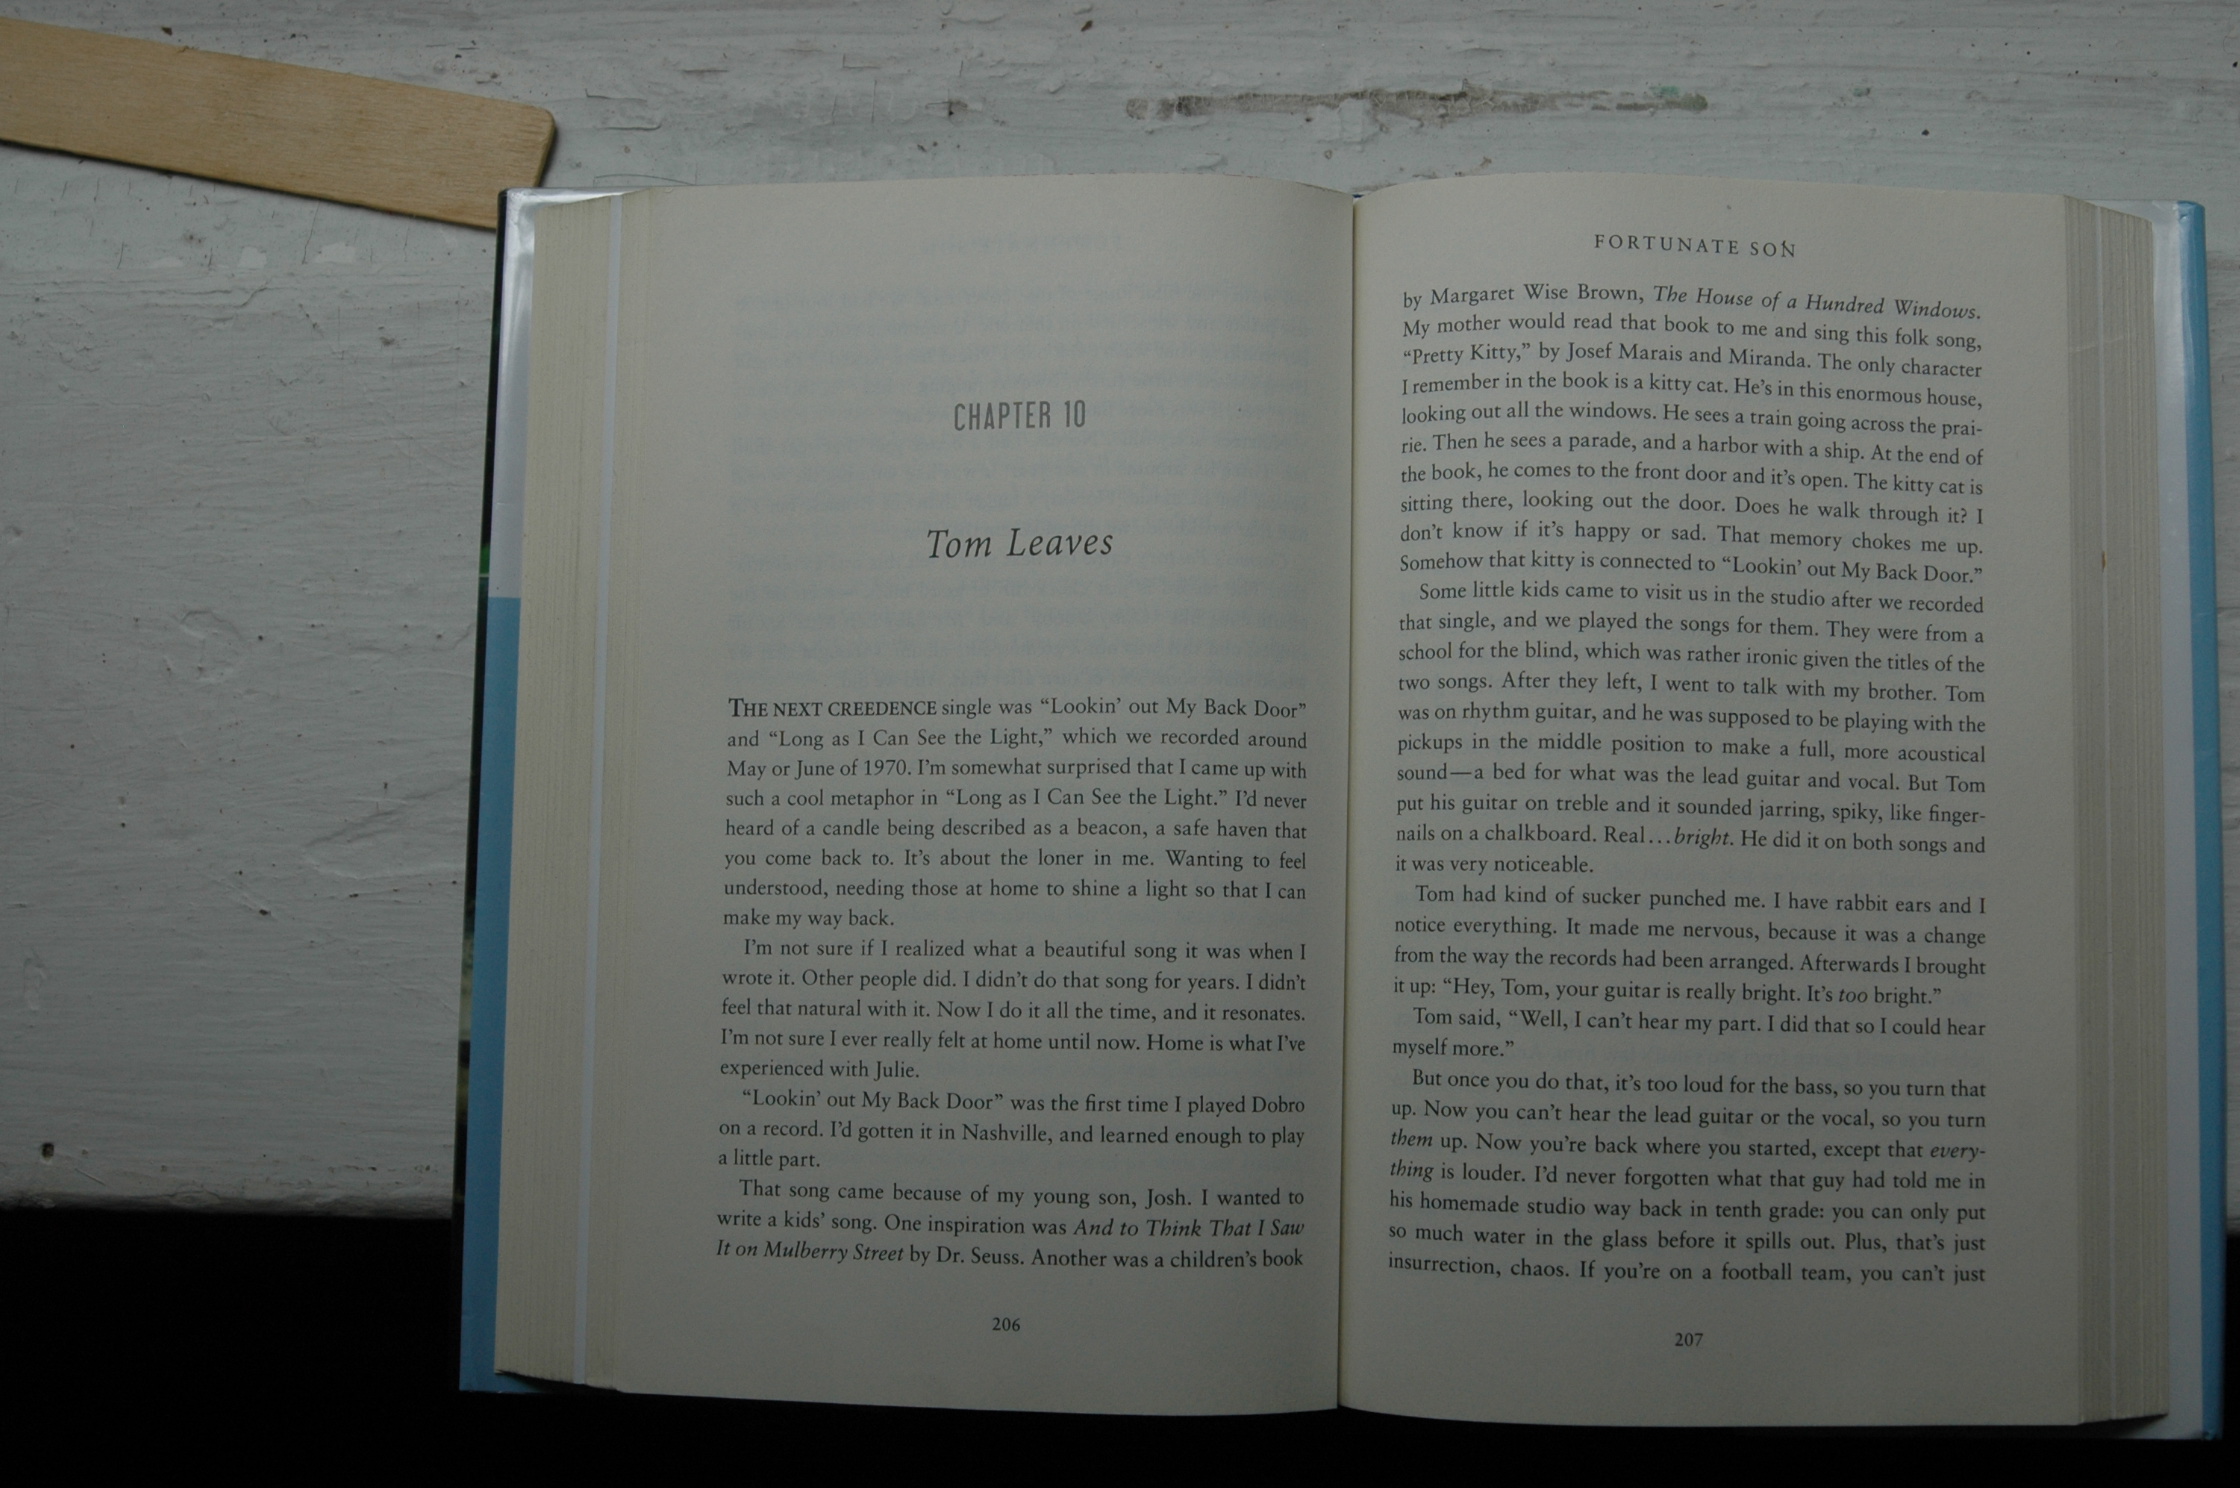 CHAPTER 10
Tom Leaves
THE NEXT CREEDENCE single was “Lookin’ out My Back Door”
and “Long as I Can See the Light,” which we recorded around
May or June of 1970. I’m somewhat surprised that I came up with
such a cool metaphor in “Long as I Can See the Light.” I’d never
heard of a candle being described as a beacon, a safe haven that
you come back to. It’s about the loner in me. Wanting to feel
understood, needing those at home to shine a light so that I can
make my way back.
I’m not sure if I realized what a beautiful song it was when I
wrote it. Other people did. I didn’t do that song for years. I didn’t
feel that natural with it. Now I do it all the time, and it resonates.
I’m not sure I ever really felt at home until now. Home is what I’ve
experienced with Julie.
“Lookin’ out My Back Door” was the first time I played Dobro
on a record. I’d gotten it in Nashville, and learned enough to play
a little part.
That song came because of my young son, Josh. I wanted to
write a kids’ song. One inspiration was And to Think That I Saw
It on Mulberry Street by Dr. Seuss. Another was a children’s book
206
FORTUNATE SON
by Margaret Wise Brown, The House of a Hundred Windows.
My mother would read that book to me and sing this folk song,
“Pretty Kitty,” by Josef Marais and Miranda. The only character
I remember in the book is a kitty cat. He’s in this enormous house,
looking out all the windows. He sees a train going across the prai-
rie. Then he sees a parade, and a harbor with a ship. At the end of
the book, he comes to the front door and it’s open. The kitty cat is
sitting there, looking out the door. Does he walk through it? I
don’t know if it’s happy or sad. That memory chokes me up.
Somehow that kitty is connected to “Lookin’ out My Back Door.”
Some little kids came to visit us in the studio after we recorded
that single, and we played the songs for them. They were from a
school for the blind, which was rather ironic given the titles of the
two songs. After they left, I went to talk with my brother. Tom
was on rhythm guitar, and he was supposed to be playing with the
pickups in the middle position to make a full, more acoustical
sound—a bed for what was the lead guitar and vocal. But Tom
put his guitar on treble and it sounded jarring, spiky, like finger-
nails on a chalkboard. Real...bright. He did it on both songs and
it was very noticeable.
Tom had kind of sucker punched me. I have rabbit ears and I
notice everything. It made me nervous, because it was a change
from the way the records had been arranged. Afterwards I brought
it up: “Hey, Tom, your guitar is really bright. It’s too bright.”
Tom said, “Well, I can’t hear my part. I did that so I could hear
myself more.”
But once you do that, it’s too loud for the bass, so you turn that
up. Now you can’t hear the lead guitar or the vocal, so you turn
them up. Now you’re back where you started, except that every-
thing is louder. I’d never forgotten what that guy had told me in
his homemade studio way back in tenth grade: you can only put
so much water in the glass before it spills out. Plus, that’s just
insurrection, chaos. If you’re on a football team, you can’t just
207